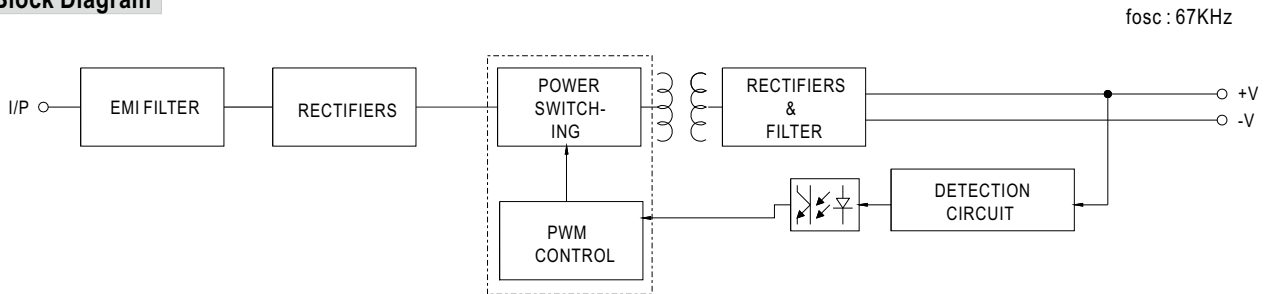 Block Diagram
fosc : 67KHz
I/P
EMI FILTER
RECTIFIERS
POWER
SWITCH-
ING
RECTIFIERS
&
FILTER
+V
-V
PWM
CONTROL
DETECTION
CIRCUIT